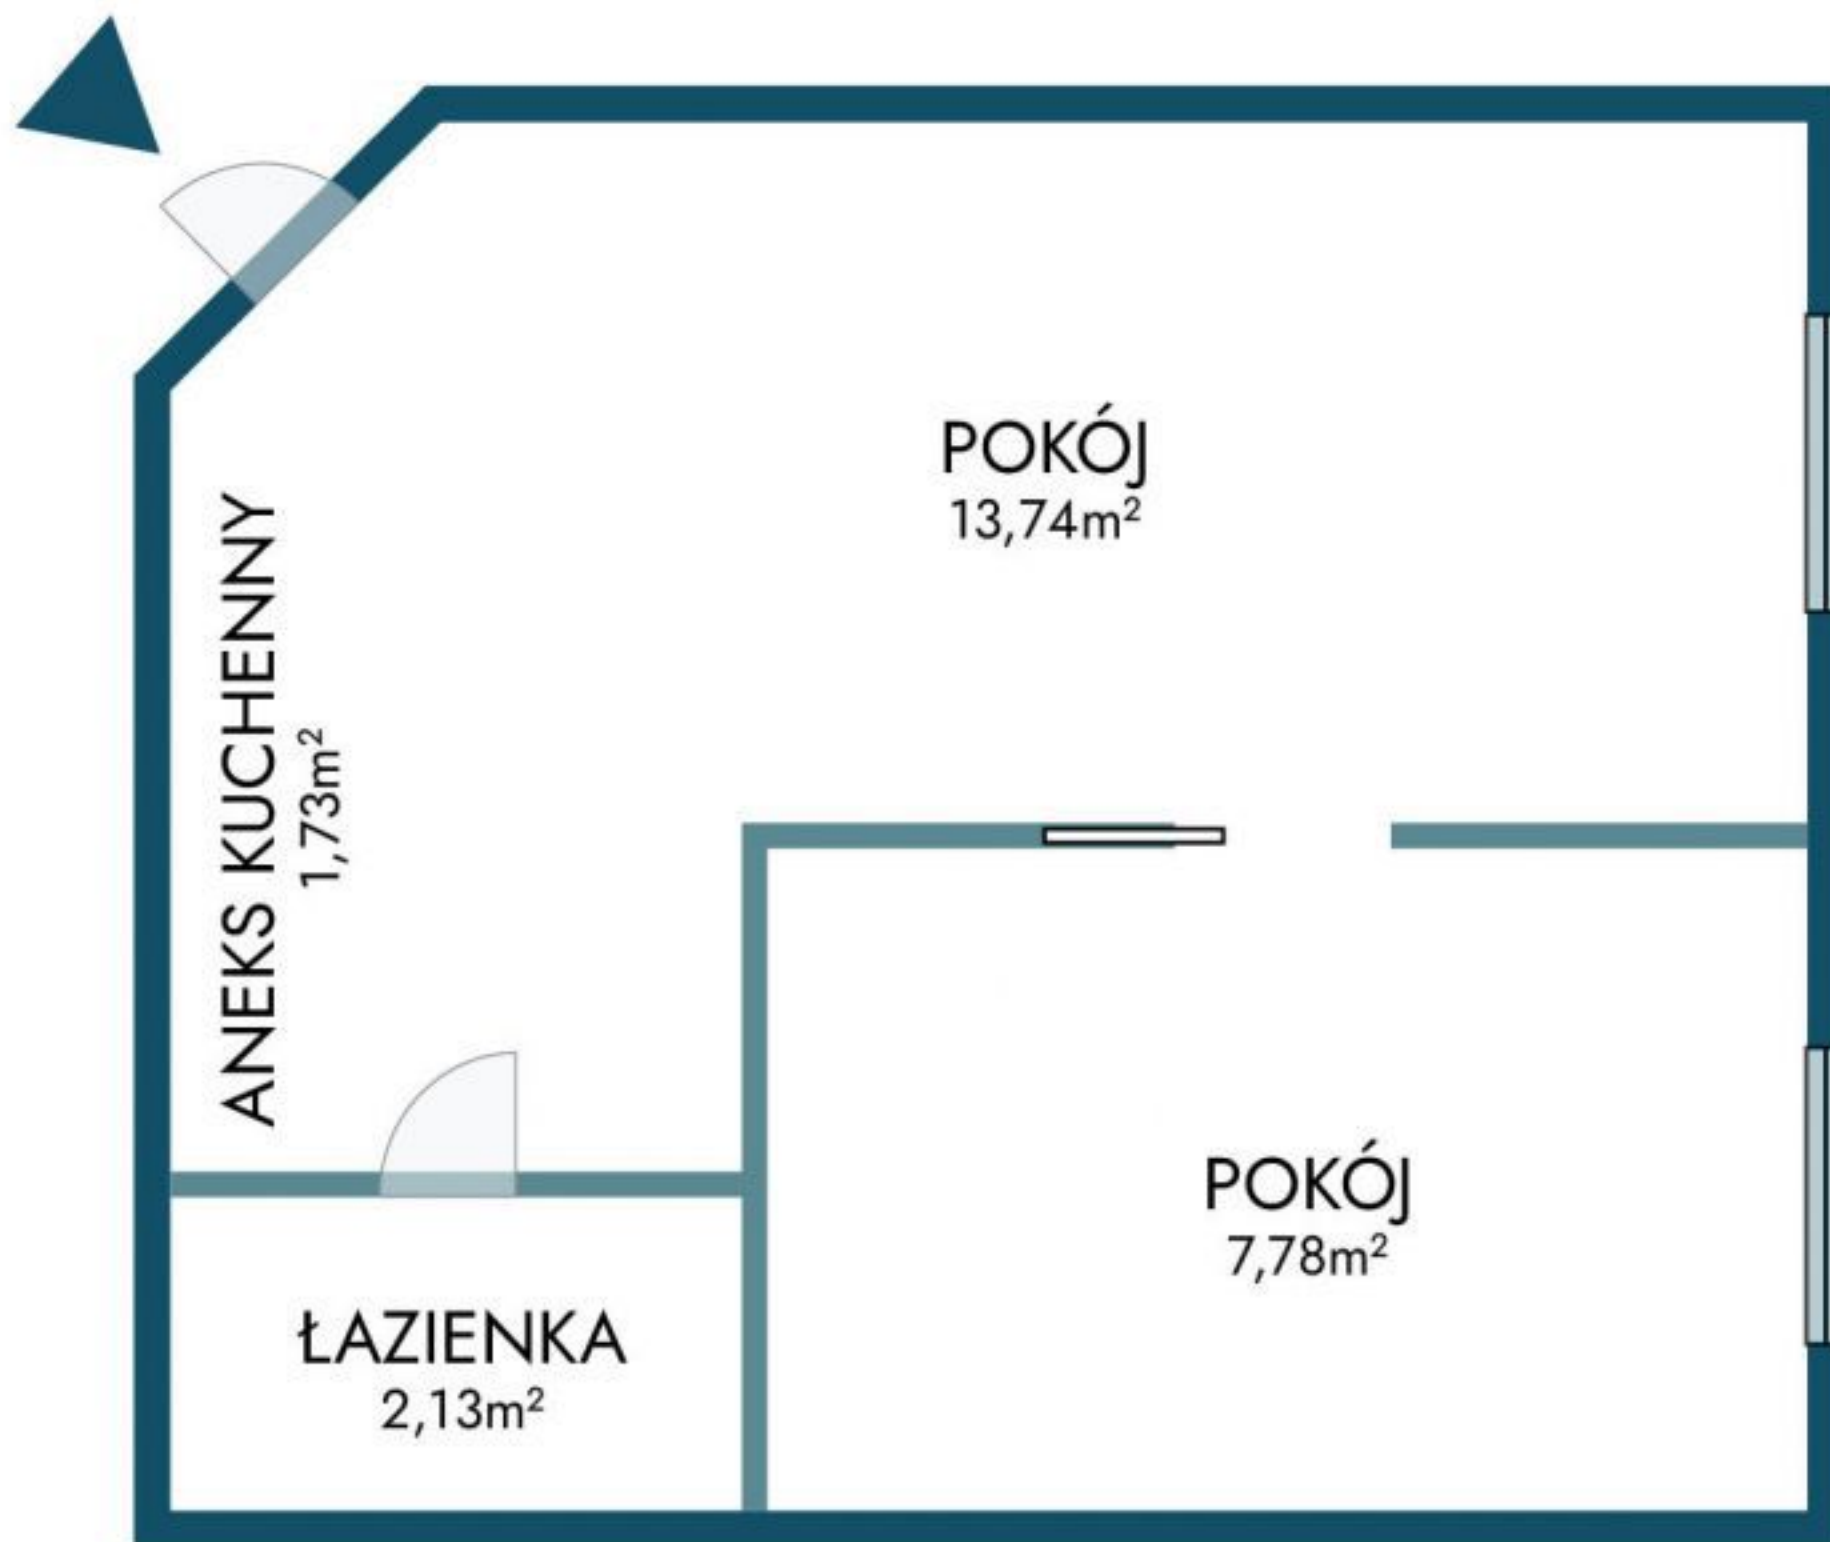 POKÓJ
13,74m²
ANEKS KUCHENNY
1,73m²
POKÓJ
7,78m²
ŁAZIENKA
2,13m²